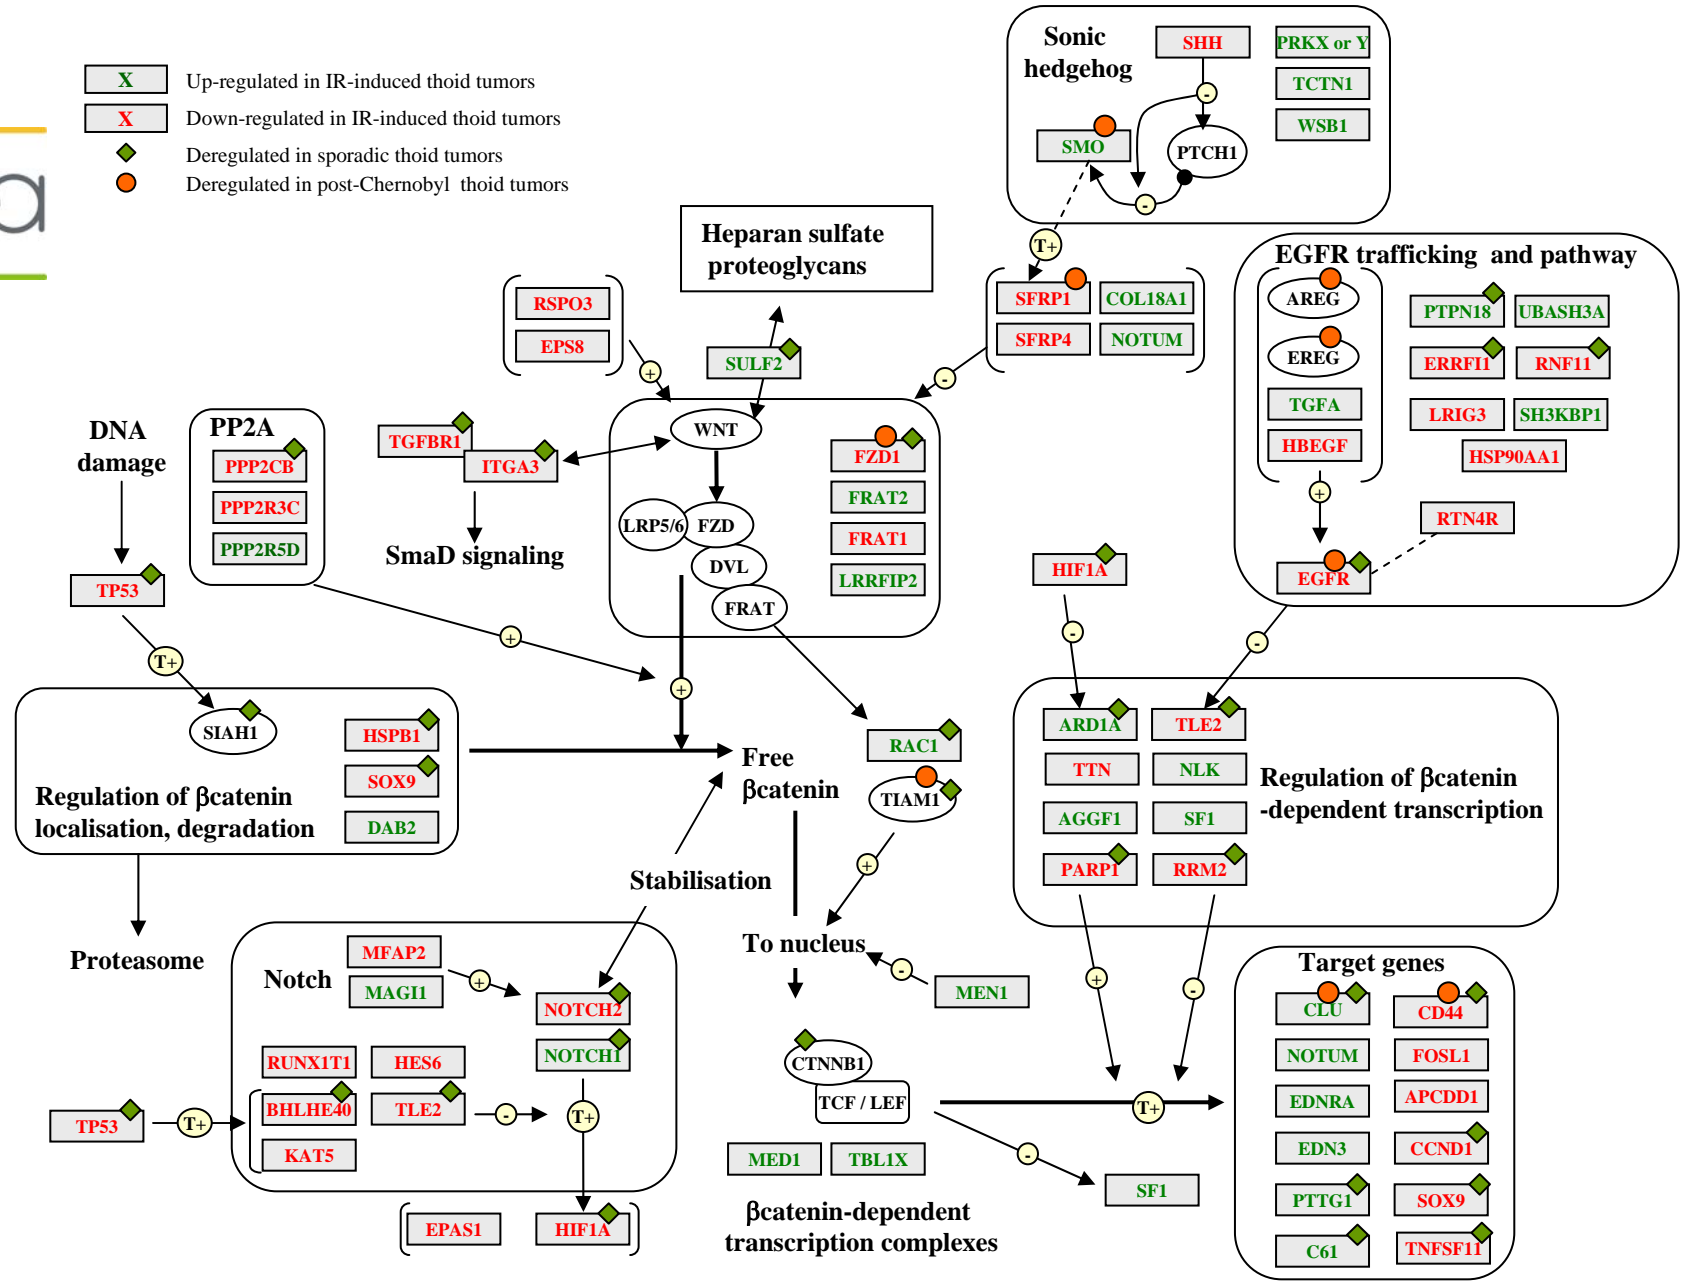 X Up-regulated in IR-induced thoid tumors
X Down-regulated in IR-induced thoid tumors
Deregulated in sporadic thoid tumors
Deregulated in post-Chernobyl thoid tumors
a
Sonic
hedgehog
SHH
PRKX or Y
TCTN1
WSB1
-
SMO
PTCH1
-
T+
Heparan sulfate
proteoglycans
RSPO3
EPS8
+
SULF2
SFRP1
COL18A1
SFRP4
NOTUM
-
EGFR trafficking and pathway
AREG
EREG
TGFA
HBEGF
+
EGFR
PTPN18
UBASH3A
ERRFI1
RNF11
LRIG3
SH3KBP1
HSP90AA1
RTN4R
-
DNA
damage
TP53
T+
PP2A
PPP2CB
PPP2R3C
PPP2R5D
+
TGFBR1
ITGA3
SmaD signaling
WNT
LRP5/6
FZD
DVL
FRAT
FZD1
FRAT2
FRAT1
LRRFIP2
+
HIF1A
-
SIAH1
HSPB1
SOX9
DAB2
Regulation of βcatenin
localisation, degradation
Proteasome
Free
βcatenin
RAC1
TIAM1
+
Stabilisation
To nucleus
-
MEN1
ARD1A
TLE2
TTN
NLK
AGGF1
SF1
PARP1
RRM2
Regulation of βcatenin
-dependent transcription
+
-
Notch
MFAP2
MAGI1
+
NOTCH2
NOTCH1
RUNX1T1
HES6
BHLHE40
TLE2
KAT5
-
T+
TP53
T+
EPAS1
HIF1A
CTNNB1
TCF / LEF
MED1
TBL1X
βcatenin-dependent
transcription complexes
T+
-
SF1
Target genes
CLU
CD44
NOTUM
FOSL1
EDNRA
APCDD1
EDN3
CCND1
PTTG1
SOX9
C61
TNFSF11